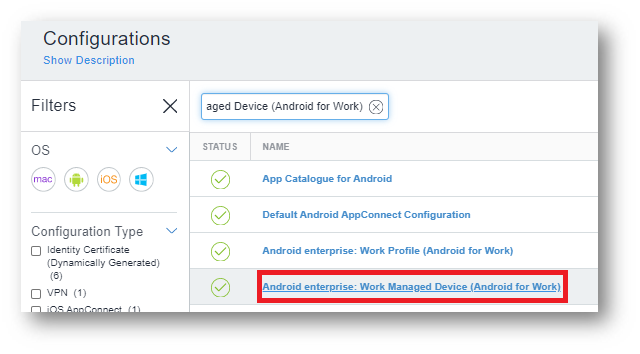 Configurations
Show Description
Filters
aged Device (Android for Work)
OS
mac
iOS
STATUS NAME
App Catalogue for Android
Default Android AppConnect Configuration
Configuration Type
Identity Certificate
(Dynamically Generated)
(6)
VPN (1)
iOS AppConnect (1)
Android enterprise: Work Profile (Android for Work)
Android enterprise: Work Managed Device (Android for Work)